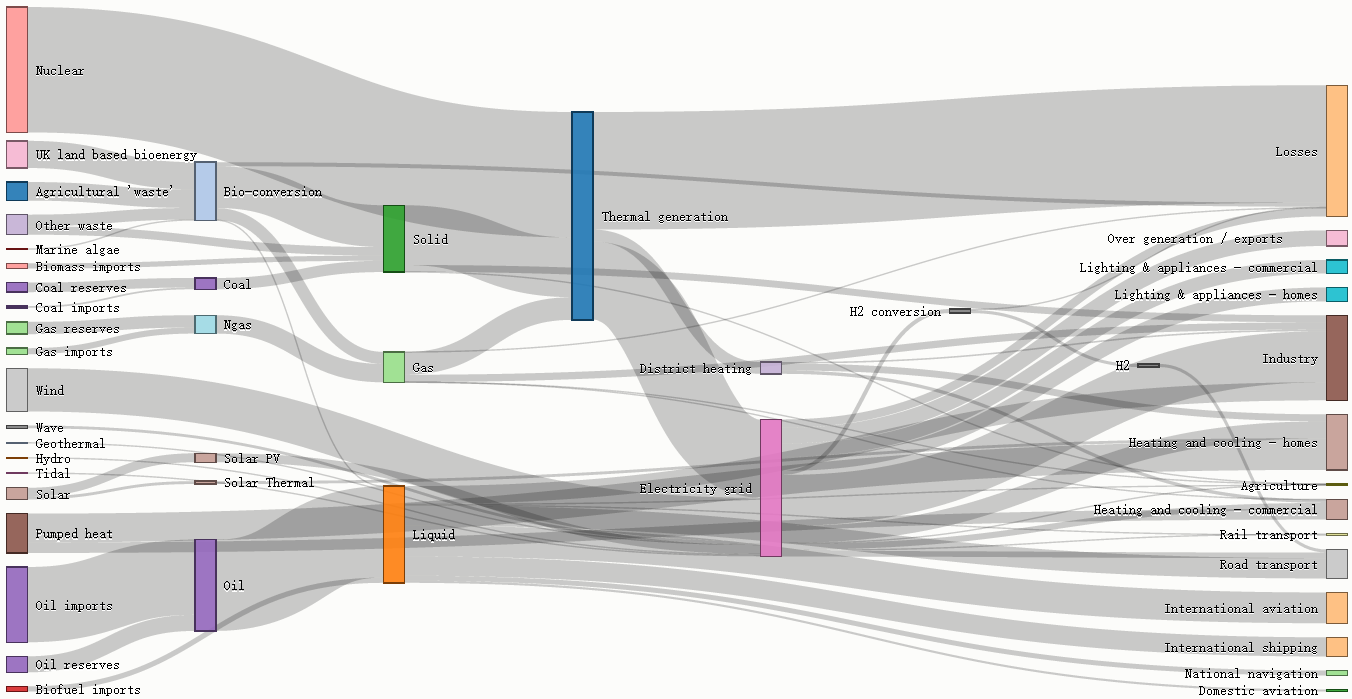 Nuclear
UK land based bioenergy
Agricultural 'waste'
Other waste
Marine algae
Biomass imports
Coal reserves
Coal imports
Gas reserves
Gas imports
Wind
Wave
Geothermal
Hydro
Tidal
Solar
Pumped heat
Oil imports
Oil reserves
Biofuel imports
Bio-conversion
Coal
Ngas
Solar PV
Solar Thermal
Oil
Solid
Gas
Liquid
Thermal generation
District heating
Electricity grid
H2 conversion
H2
Losses
Over generation / exports
Lighting & appliances - commercial
Lighting & appliances - homes
Industry
Heating and cooling - homes
Agriculture
Heating and cooling - commercial
Rail transport
Road transport
International aviation
International shipping
National navigation
Domestic aviation